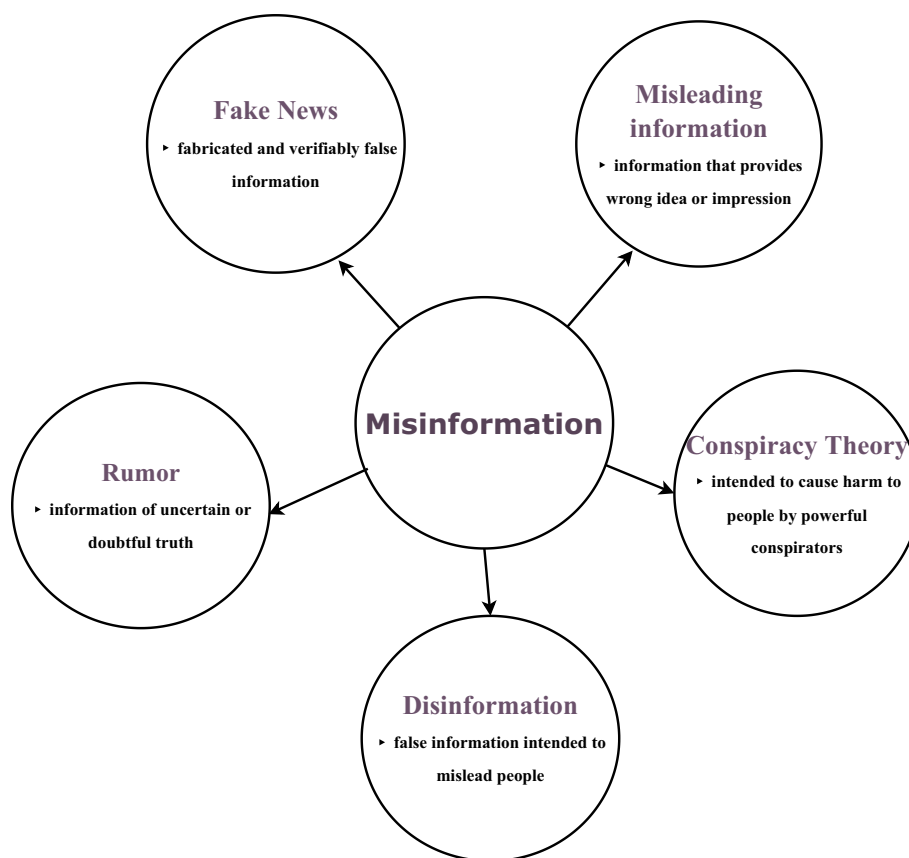 Fake News
‣ fabricated and verifiably false
information
Misleading
information
‣ information that provides
wrong idea or impression
Misinformation
Conspiracy Theory
‣ intended to cause harm to
people by powerful
conspirators
Rumor
‣ information of uncertain or
doubtful truth
Disinformation
‣ false information intended to
mislead people